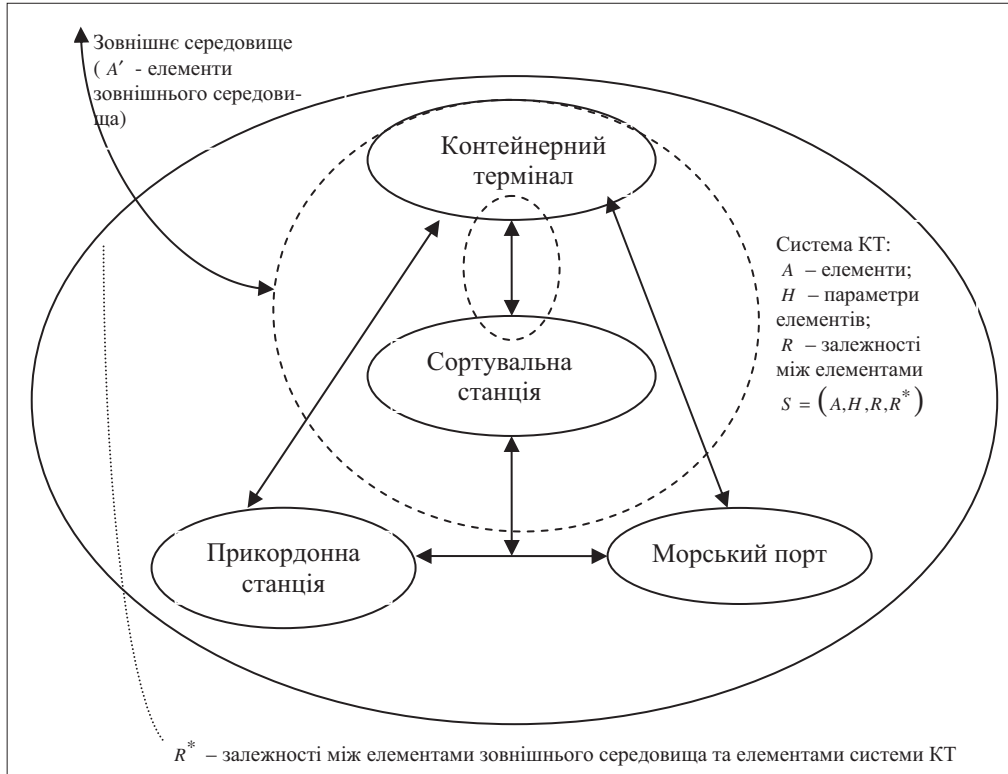 Зовнішнє середовище
( A′ - елементи
зовнішнього середови-
ща)
Контейнерний
термінал
Система КТ:
A – елементи;
H – параметри
елементів;
R – залежності
між елементами
S = (A,H,R,R*)
Сортувальна
станція
Прикордонна
станція
Морський порт
R* – залежності між елементами зовнішнього середовища та елементами системи КТ